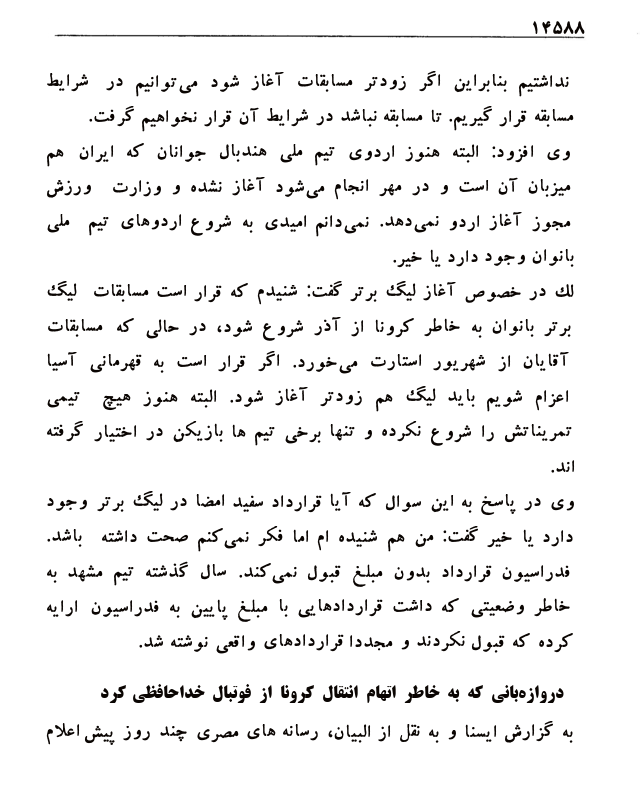 ۱۴۵۸۸
نداشتیم بنابراین اگر زودتر مسابقات آغاز شود می‌توانیم در شرایط
مسابقه قرار گیریم. تا مسابقه نباشد در شرایط آن قرار نخواهیم گرفت.
وی افزود: البته هنوز اردوی تیم ملی هندبال جوانان که ایران هم
میزبان آن است و در مهر انجام می‌شود آغاز نشده و وزارت ورزش
مجوز آغاز اردو نمی‌دهد. نمی‌دانم امیدی به شروع اردوهای تیم ملی
بانوان وجود دارد یا خیر.
لك در خصوص آغاز لیگ برتر گفت: شنیدم که قرار است مسابقات لیگ
برتر بانوان به خاطر کرونا از آذر شروع شود، در حالی که مسابقات
آقایان از شهریور استارت می‌خورد. اگر قرار است به قهرمانی آسیا
اعزام شویم باید لیگ هم زودتر آغاز شود. البته هنوز هیچ تیمی
تمریناتش را شروع نکرده و تنها برخی تیم ها بازیکن در اختیار گرفته
اند.
وی در پاسخ به این سوال که آیا قرارداد سفید امضا در لیگ برتر وجود
دارد یا خیر گفت: من هم شنیده ام اما فکر نمی‌کنم صحت داشته باشد.
فدراسیون قرارداد بدون مبلغ قبول نمی‌کند. سال گذشته تیم مشهد به
خاطر وضعیتی که داشت قراردادهایی با مبلغ پایین به فدراسیون ارایه
کرده که قبول نکردند و مجددا قراردادهای واقعی نوشته شد.
دروازه‌بانی که به خاطر اتهام انتقال کرونا از فوتبال خداحافظی کرد
به گزارش ایسنا و به نقل از البیان، رسانه های مصری چند روز پیش اعلام